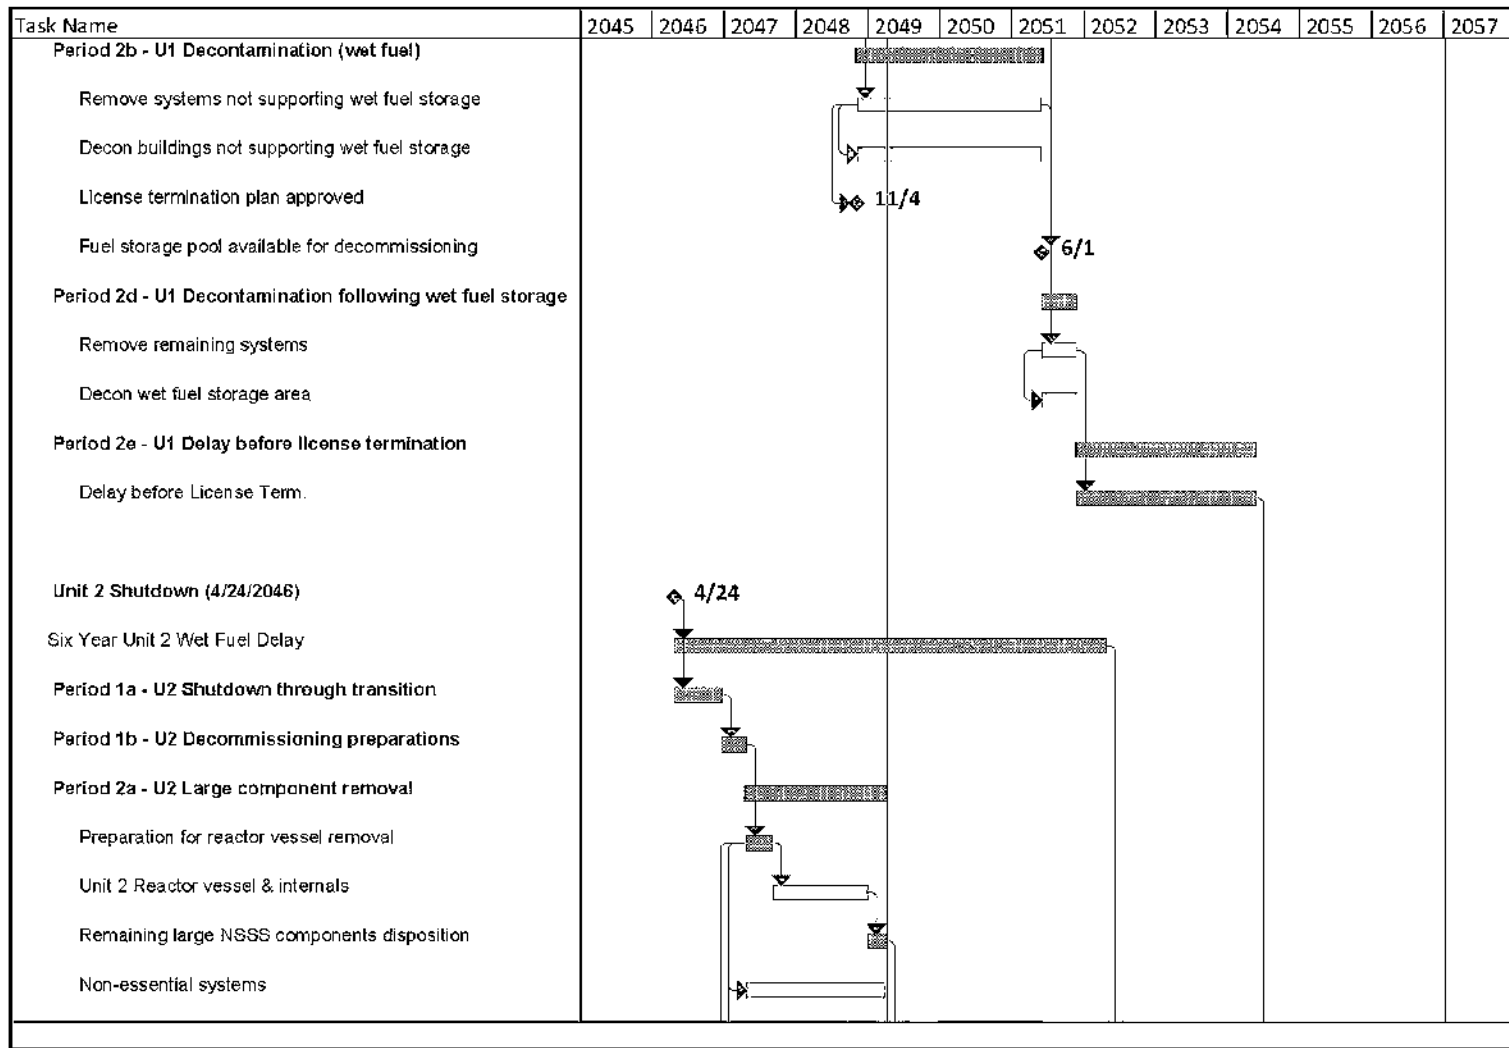 Task Name 2045 2046 2047 2048 2049 2050 2051 2052 2053 2054 2055 2056 2057
Period 2b - U1 Decontamination (wet fuel)
Remove systems not supporting wet fuel storage
Decon buildings not supporting wet fuel storage
License termination plan approved 11/4
Fuel storage pool available for decommissioning 6/1
Period 2d - U1 Decontamination following wet fuel storage
Remove remaining systems
Decon wet fuel storage area
Period 2e - U1 Delay before license termination
Delay before License Term.
Unit 2 Shutdown (4/24/2046) 4/24
Six Year Unit 2 Wet Fuel Delay
Period 1a - U2 Shutdown through transition
Period 1b - U2 Decommissioning preparations
Period 2a - U2 Large component removal
Preparation for reactor vessel removal
Unit 2 Reactor vessel & internals
Remaining large NSSS components disposition
Non-essential systems